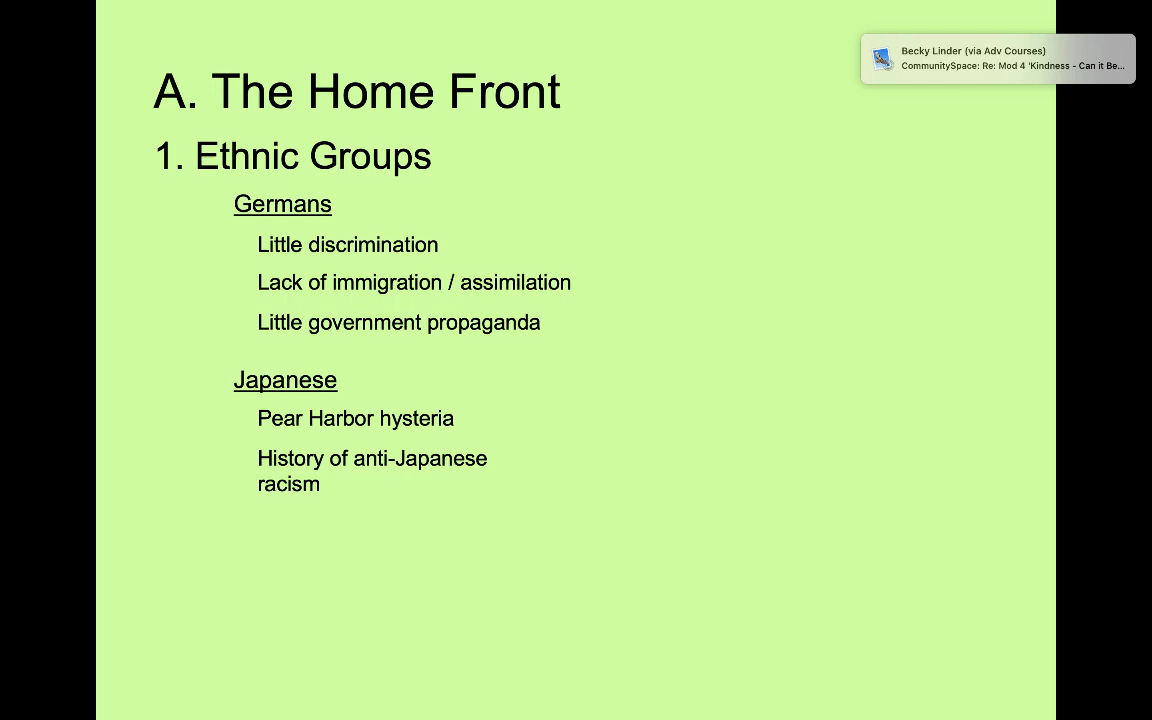 Becky Linder (via Adv Courses)
CommunitySpace: Re: Mod 4 'Kindness - Can it Be...
A. The Home Front
1. Ethnic Groups
Germans
Little discrimination
Lack of immigration / assimilation
Little government propaganda
Japanese
Pear Harbor hysteria
History of anti-Japanese
racism